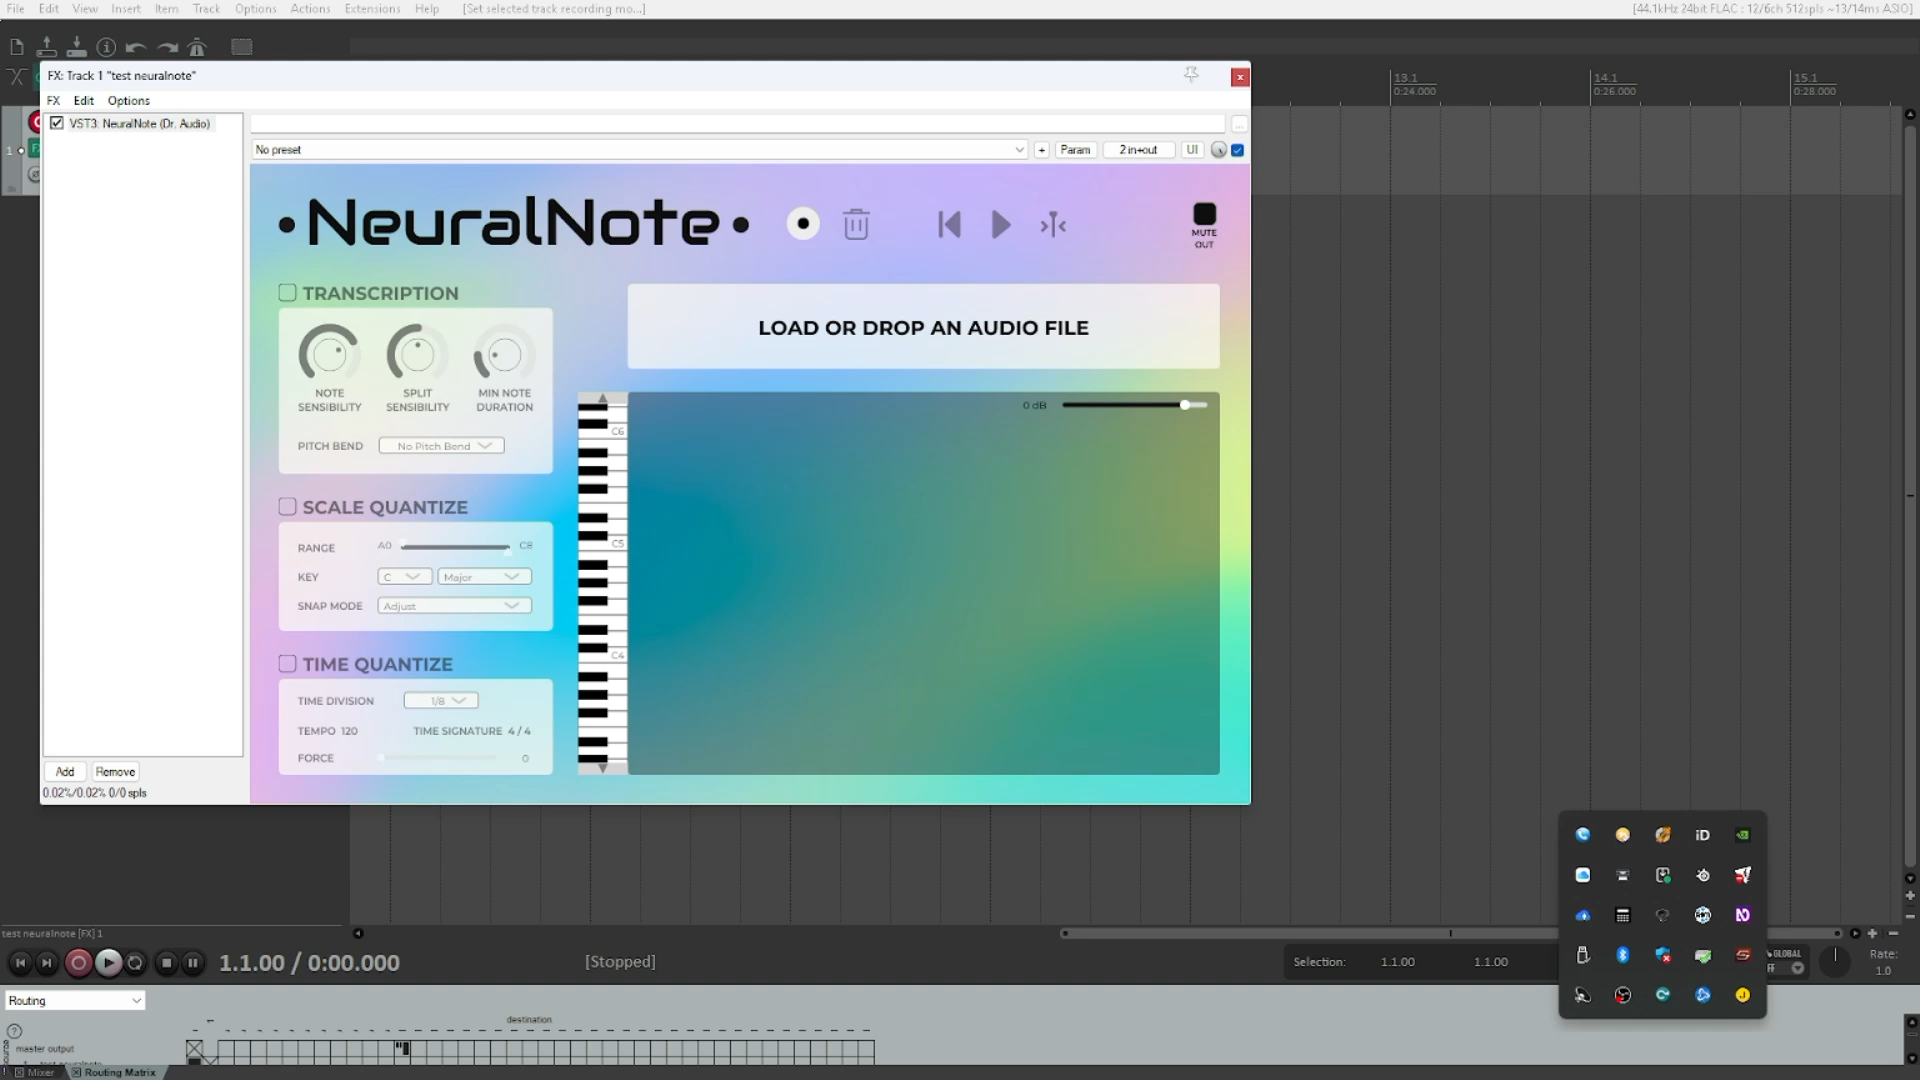 File Edit View Insert Item Track Options Actions Extensions Help [Set selected track recording mo...]
[44.1kHz 24bit FLAC : 12/6ch 512spls ~13/14ms ASIO]
FX: Track 1 "test neuralnote"
FX Edit Options
VST3: NeuralNote (Dr. Audio)
No preset
+
Param
2 in+out
UI
13.1
0:24.000
14.1
0:26.000
15.1
0:28.000
1
NeuralNote
MUTE
OUT
TRANSCRIPTION
NOTE
SENSIBILITY
SPLIT
SENSIBILITY
MIN NOTE
DURATION
PITCH BEND No Pitch Bend
LOAD OR DROP AN AUDIO FILE
0 dB
C6
C5
C4
SCALE QUANTIZE
RANGE A0 C8
KEY C Major
SNAP MODE Adjust
TIME QUANTIZE
TIME DIVISION 1/8
TEMPO 120 TIME SIGNATURE 4 / 4
FORCE 0
Add Remove
0.02%/0.02% 0/0 spls
iD
test neuralnote [FX] 1
1.1.00 / 0:00.000
[Stopped]
Selection: 1.1.00 1.1.00
GLOBAL
Rate:
1.0
Routing
destination
master output
Mixer
Routing Matrix